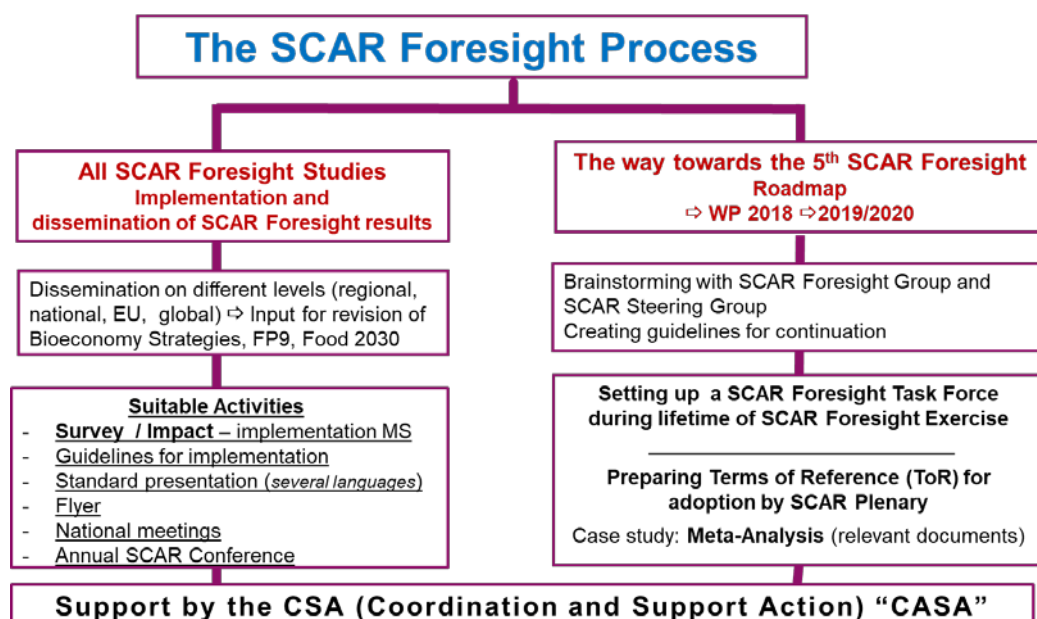 The SCAR Foresight Process
All SCAR Foresight Studies
Implementation and
dissemination of SCAR Foresight results
Dissemination on different levels (regional,
national, EU, global) ⇨ Input for revision of
Bioeconomy Strategies, FP9, Food 2030
Suitable Activities
- Survey / Impact – implementation MS
- Guidelines for implementation
- Standard presentation (several languages)
- Flyer
- National meetings
- Annual SCAR Conference
The way towards the 5th SCAR Foresight
Roadmap
⇨ WP 2018 ⇨2019/2020
Brainstorming with SCAR Foresight Group and
SCAR Steering Group
Creating guidelines for continuation
Setting up a SCAR Foresight Task Force
during lifetime of SCAR Foresight Exercise
Preparing Terms of Reference (ToR) for
adoption by SCAR Plenary
Case study: Meta-Analysis (relevant documents)
Support by the CSA (Coordination and Support Action) “CASA”